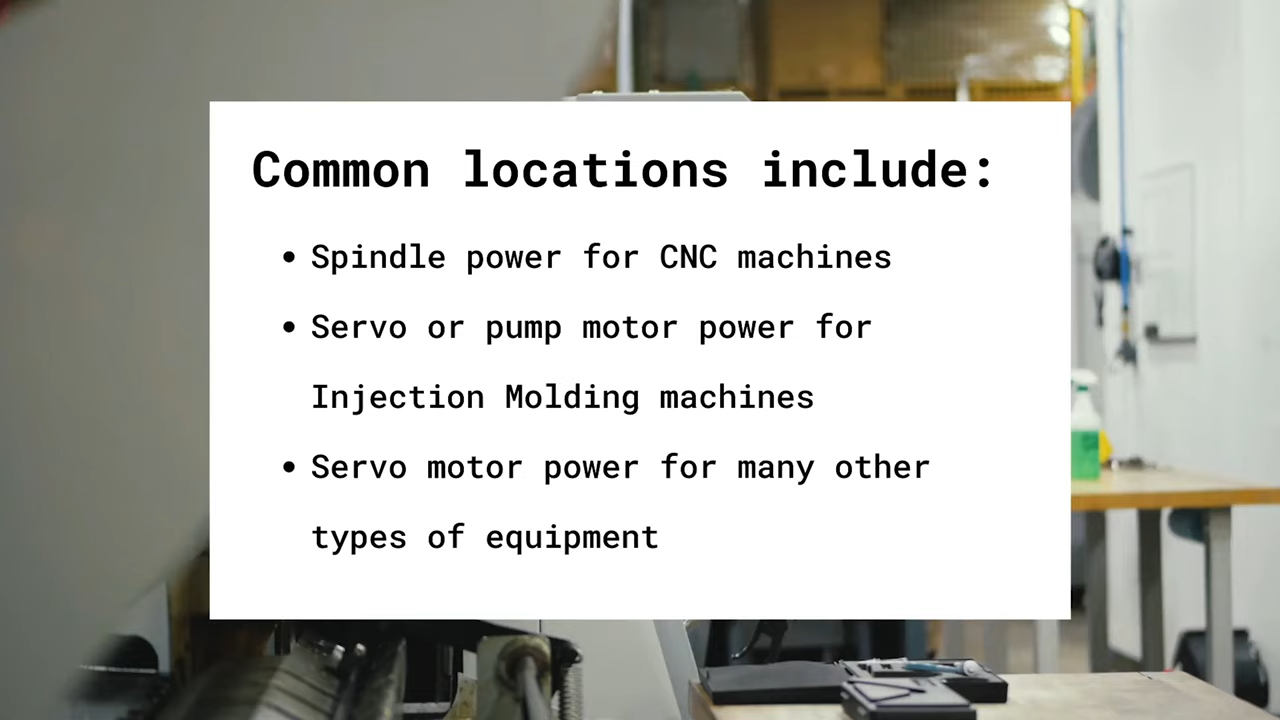 Common locations include:
• Spindle power for CNC machines
• Servo or pump motor power for
Injection Molding machines
• Servo motor power for many other
types of equipment